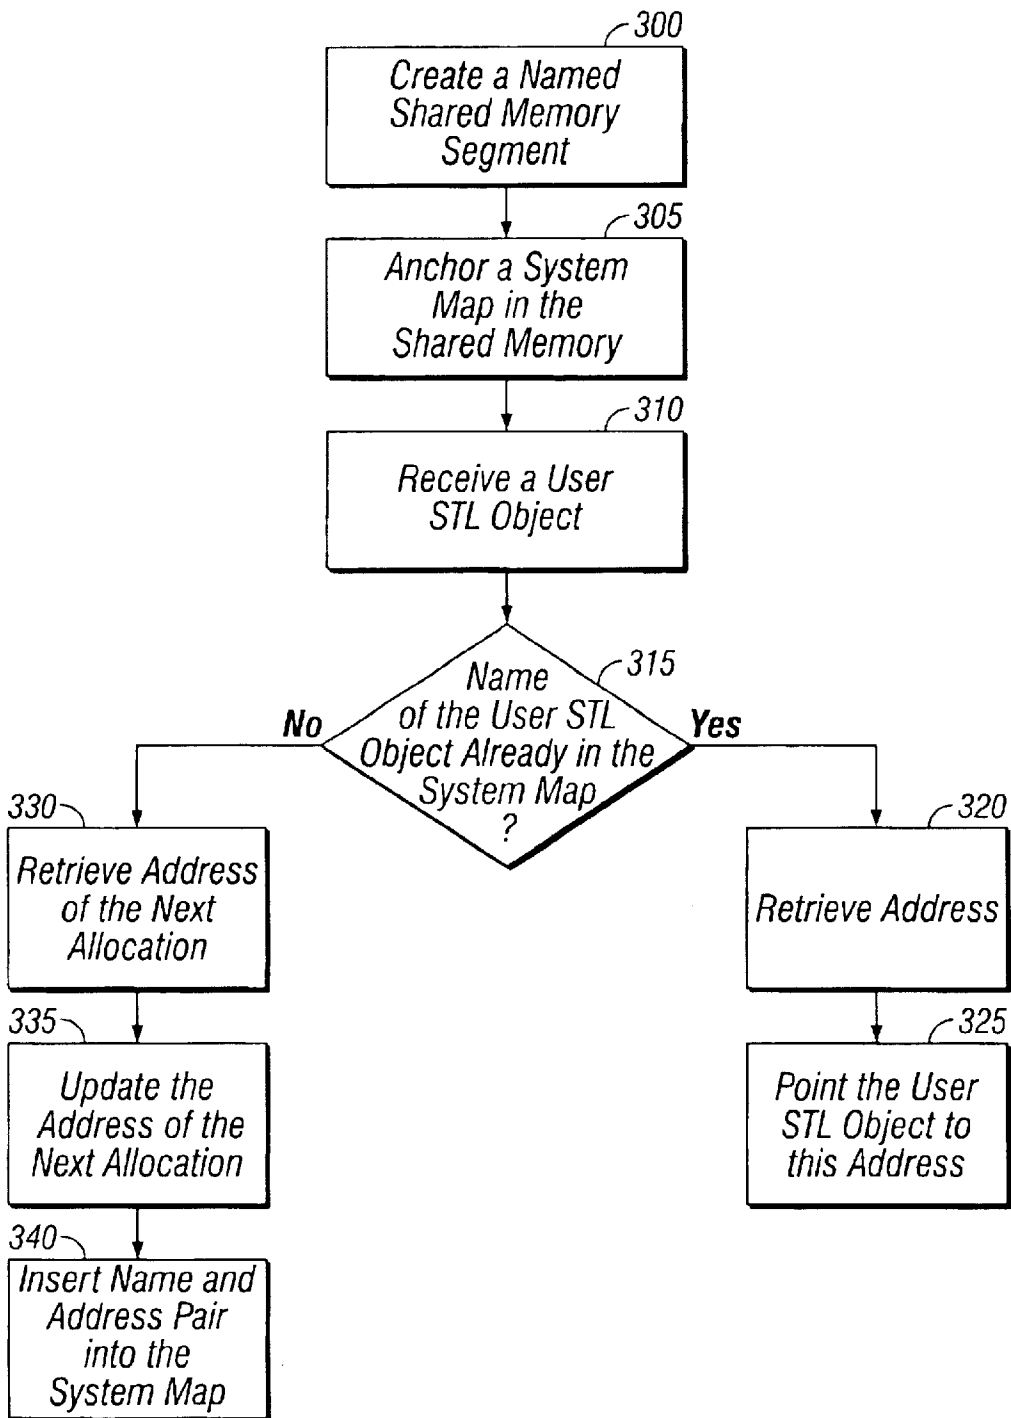 300
Create a Named
Shared Memory
Segment
305
Anchor a System
Map in the
Shared Memory
310
Receive a User
STL Object
315
Name
of the User STL
Object Already in the
System Map
?
No
Yes
330
Retrieve Address
of the Next
Allocation
320
Retrieve Address
335
Update the
Address of the
Next Allocation
325
Point the User
STL Object to
this Address
340
Insert Name and
Address Pair
into the
System Map